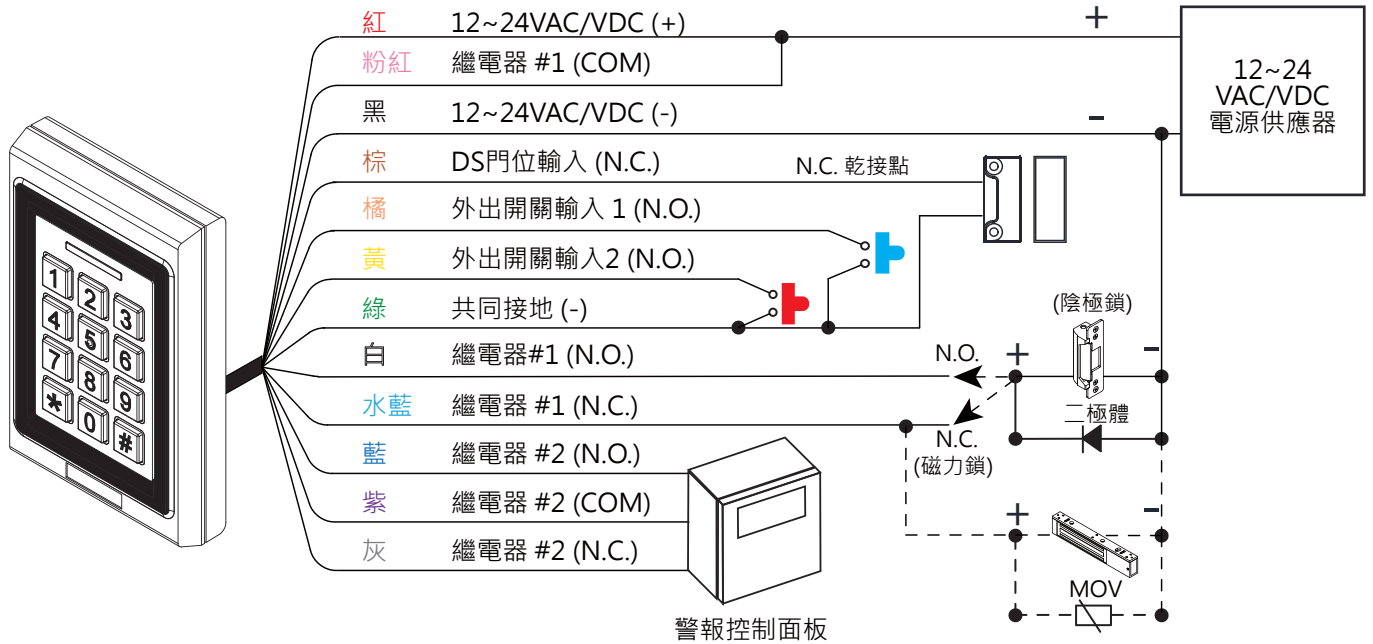 紅 12~24VAC/VDC (+)
粉紅 繼電器 #1 (COM)
黑 12~24VAC/VDC (-)
棕 DS門位輸入 (N.C.)
橘 外出開關輸入 1 (N.O.)
黃 外出開關輸入2 (N.O.)
綠 共同接地 (-)
白 繼電器#1 (N.O.)
水藍 繼電器 #1 (N.C.)
藍 繼電器 #2 (N.O.)
紫 繼電器 #2 (COM)
灰 繼電器 #2 (N.C.)
+
-
12~24
VAC/VDC
電源供應器
N.C. 乾接點
(陰極鎖)
N.O.
+
-
二極體
N.C.
(磁力鎖)
+
-
MOV
警報控制面板
1 2 3
4 5 6
7 8 9
* 0 #